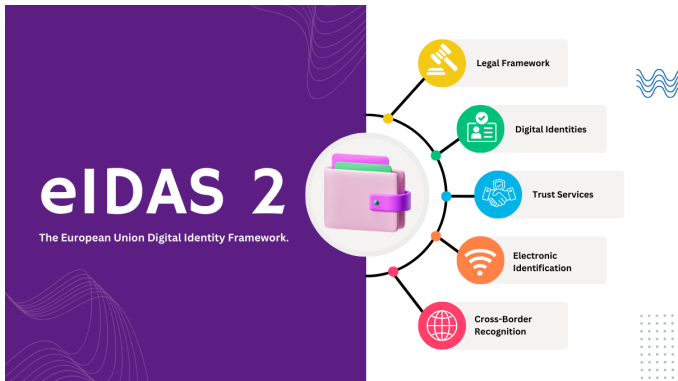 eIDAS 2
The European Union Digital Identity Framework.
Legal Framework
Digital Identities
Trust Services
Electronic
Identification
Cross-Border
Recognition